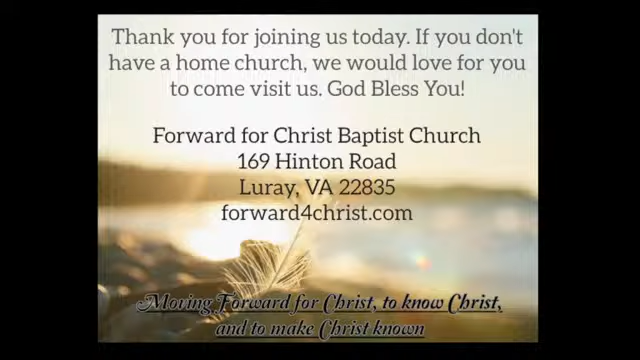 Thank you for joining us today. If you don't
have a home church, we would love for you
to come visit us. God Bless You!
Forward for Christ Baptist Church
169 Hinton Road
Luray, VA 22835
forward4christ.com
Moving Forward for Christ, to know Christ,
and to make Christ known